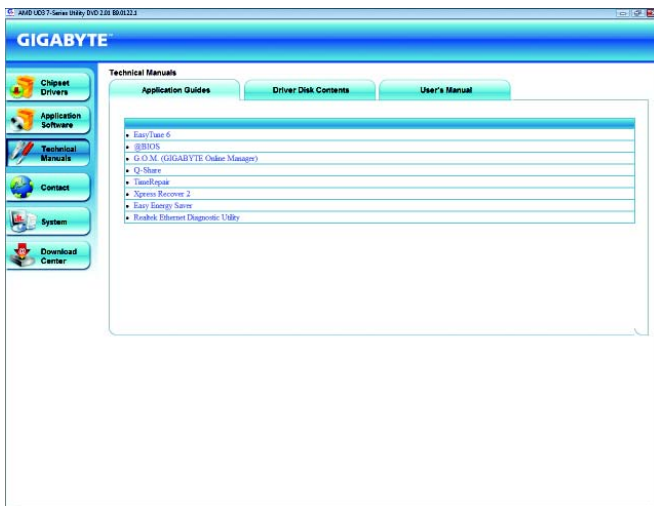 AMD UD3 7-Series Utility DVD 2.01 B9.0122.1
GIGABYTE
Technical Manuals
Application Guides
Driver Disk Contents
User's Manual
Chipset
Drivers
Application
Software
Technical
Manuals
Contact
System
Download
Center
EasyTune 6
@BIOS
G.O.M. (GIGABYTE Online Manager)
Q-Share
TimeRepair
Xpress Recover 2
Easy Energy Saver
Realtek Ethernet Diagnostic Utility